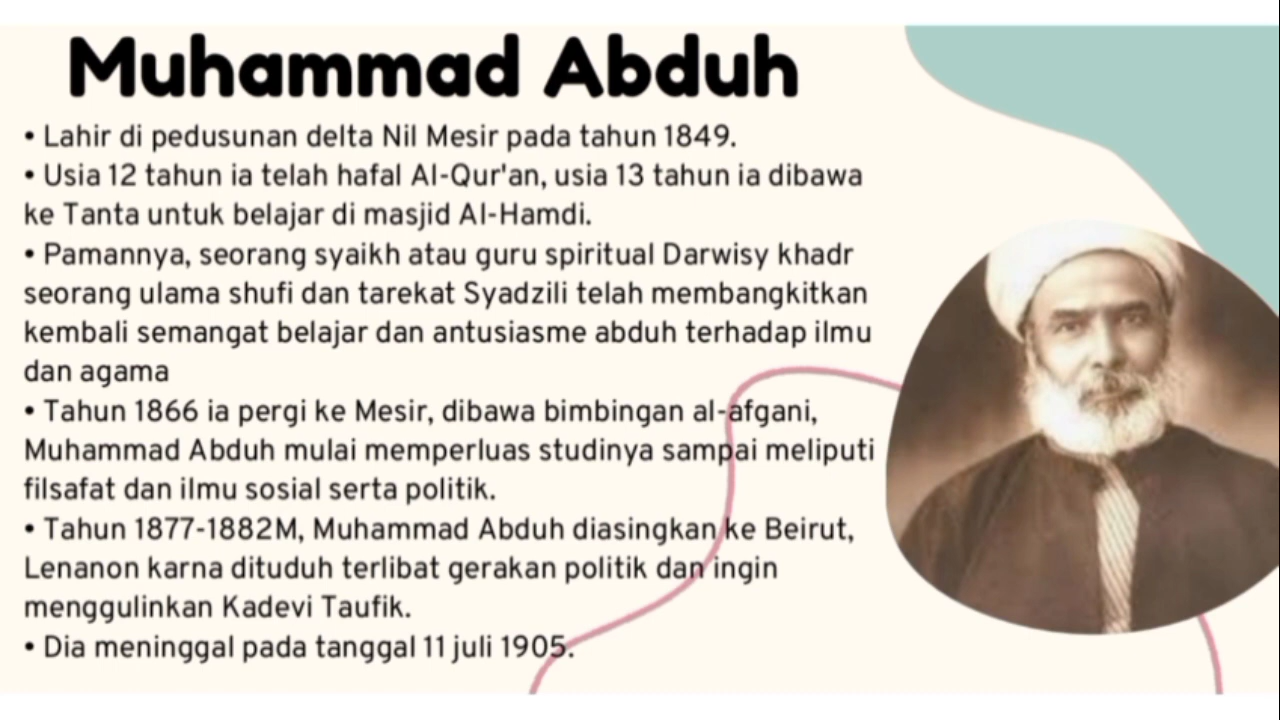 Muhammad Abduh
• Lahir di pedusunan delta Nil Mesir pada tahun 1849.
• Usia 12 tahun ia telah hafal Al-Qur'an, usia 13 tahun ia dibawa
ke Tanta untuk belajar di masjid Al-Hamdi.
• Pamannya, seorang syaikh atau guru spiritual Darwisy khadr
seorang ulama shufi dan tarekat Syadzili telah membangkitkan
kembali semangat belajar dan antusiasme abduh terhadap ilmu
dan agama
• Tahun 1866 ia pergi ke Mesir, dibawa bimbingan al-afgani,
Muhammad Abduh mulai memperluas studinya sampai meliputi
filsafat dan ilmu sosial serta politik.
• Tahun 1877-1882M, Muhammad Abduh diasingkan ke Beirut,
Lenanon karna dituduh terlibat gerakan politik dan ingin
menggulinkan Kadevi Taufik.
• Dia meninggal pada tanggal 11 juli 1905.